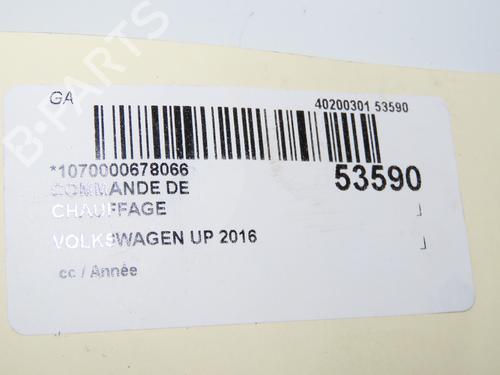 B-PARTS
GA
40200301 53590
*1070000678066
53590
COMMANDE DE
CHAUFFAGE
VOLKSWAGEN UP 2016
cc / Année